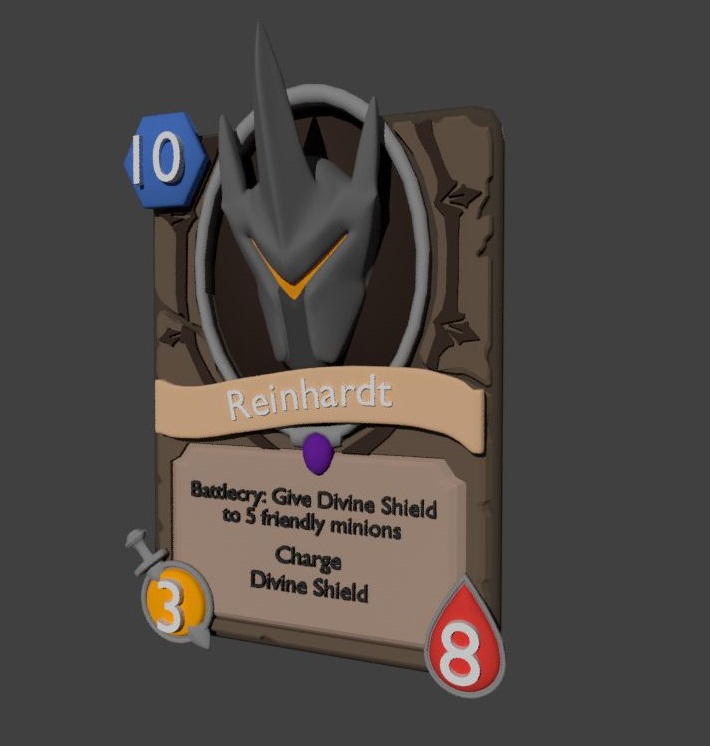 10
Reinhardt
Battlecry: Give Divine Shield
to 5 friendly minions
Charge
Divine Shield
3
8